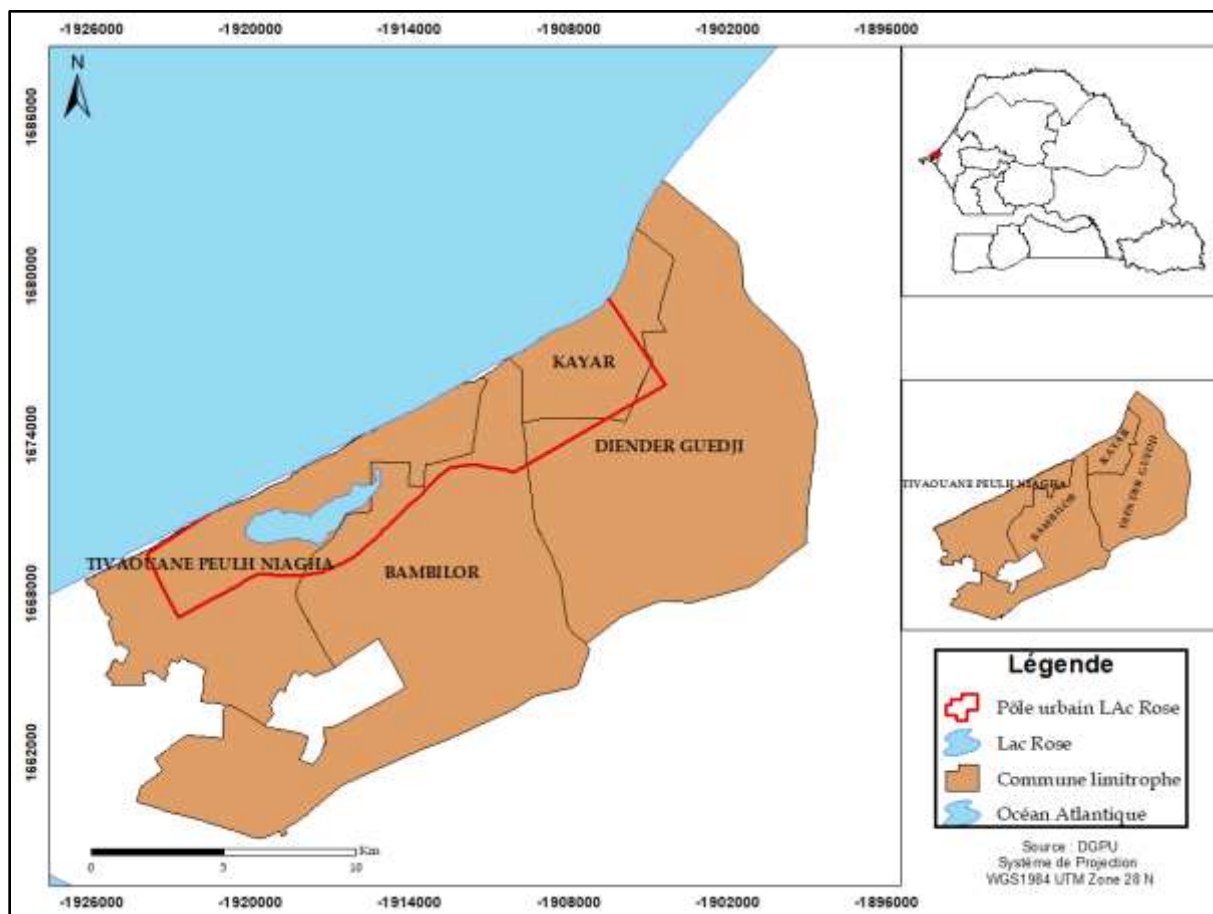 -1926000 -1920000 -1914000 -1908000 -1902000 -1896000
N
1686000
1680000
1674000
1668000
1662000
KAYAR
DIENDER GUEDJI
TIVAOUANE PEULH NIAGHA
BAMBILOR
Km
0 5 10
-1926000 -1920000 -1914000 -1908000 -1902000 -1896000
KAYAR
TIVAOUANE PEULH NIAGHA
BAMBILOR
DIENDER GUEDJI
Légende
Pôle urbain LAc Rose
Lac Rose
Commune limitrophe
Océan Atlantique
Source : DGPU
Système de Projection
WGS1984 UTM Zone 28 N